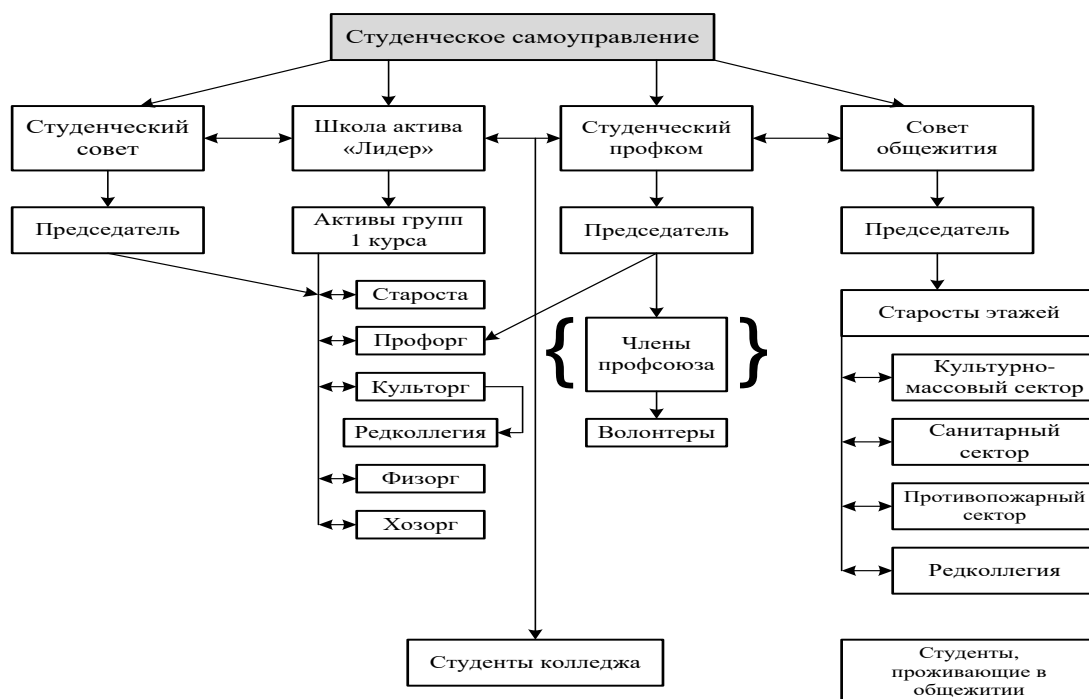 Студенческое самоуправление
Студенческий
совет
Школа актива
«Лидер»
Студенческий
профком
Совет
общежития
Председатель
Активы групп
1 курса
Председатель
Председатель
Староста
Профорг
Культорг
Редколлегия
Физорг
Хозорг
Члены
профсоюза
Волонтеры
Старосты этажей
Культурно-
массовый сектор
Санитарный
сектор
Противопожарный
сектор
Редколлегия
Студенты колледжа
Студенты,
проживающие в
общежитии